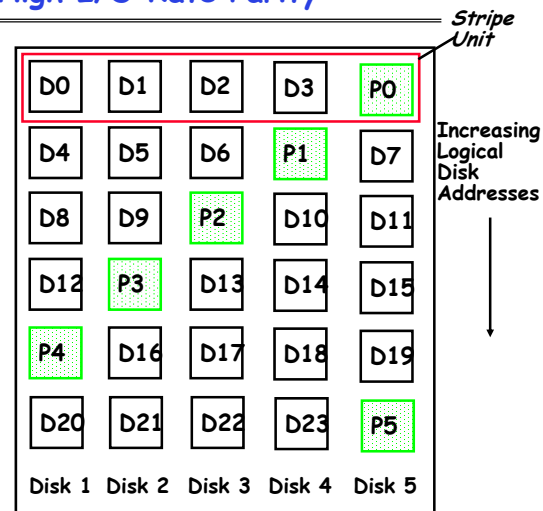 High I/O Rate Parity
Stripe
Unit
D0 D1 D2 D3 P0
D4 D5 D6 P1 D7
D8 D9 P2 D10 D11
D12 P3 D13 D14 D15
P4 D16 D17 D18 D19
D20 D21 D22 D23 P5
Disk 1 Disk 2 Disk 3 Disk 4 Disk 5
Increasing
Logical
Disk
Addresses